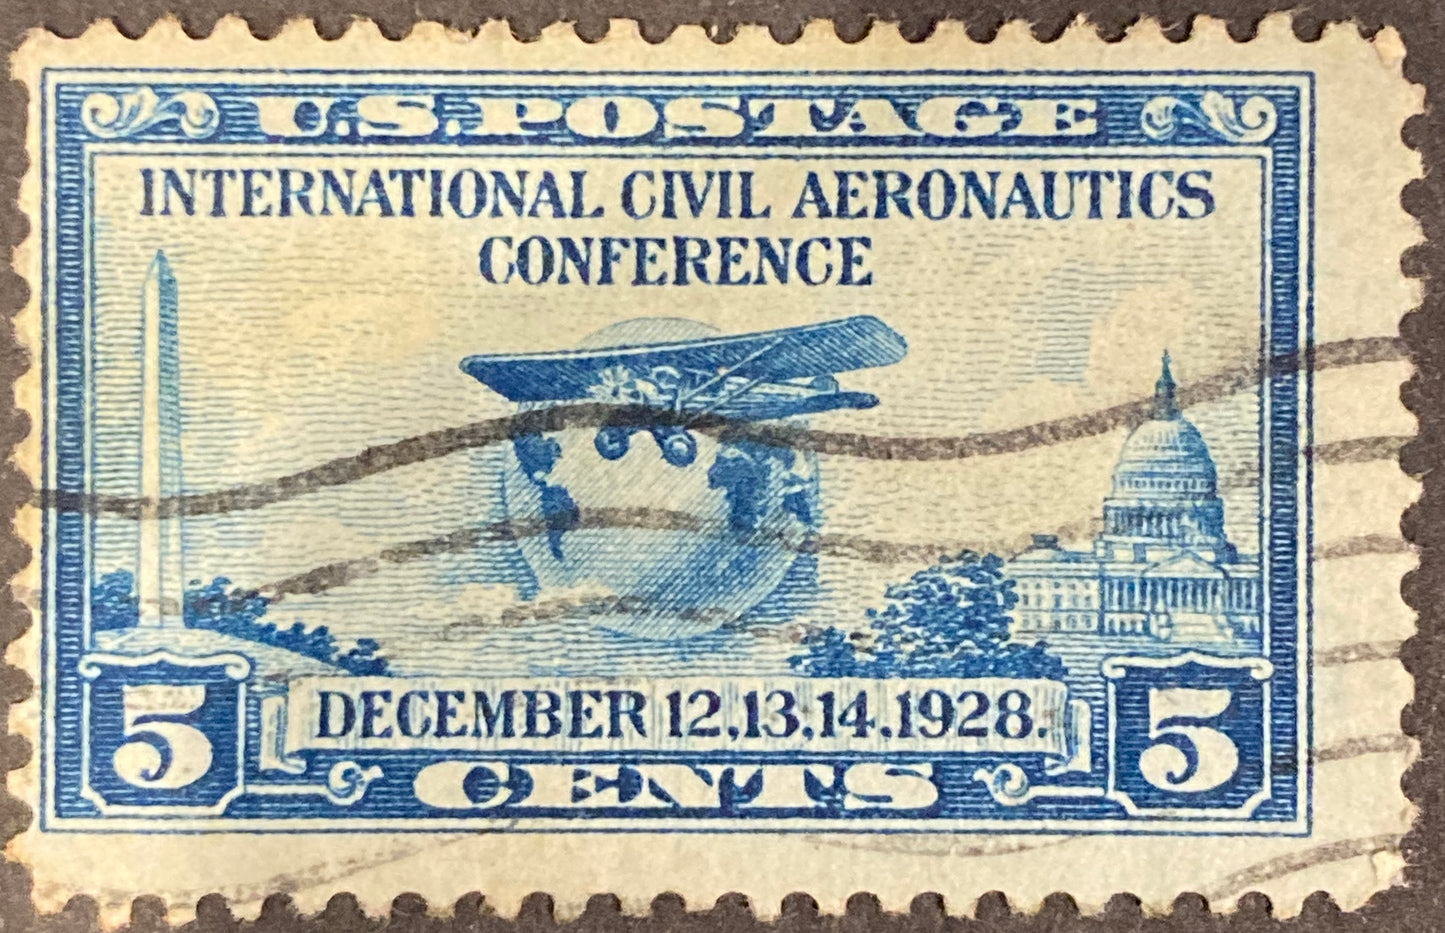 U.S. POSTAGE
INTERNATIONAL CIVIL AERONAUTICS
CONFERENCE
DECEMBER 12,13,14.1928.
5 CENTS 5